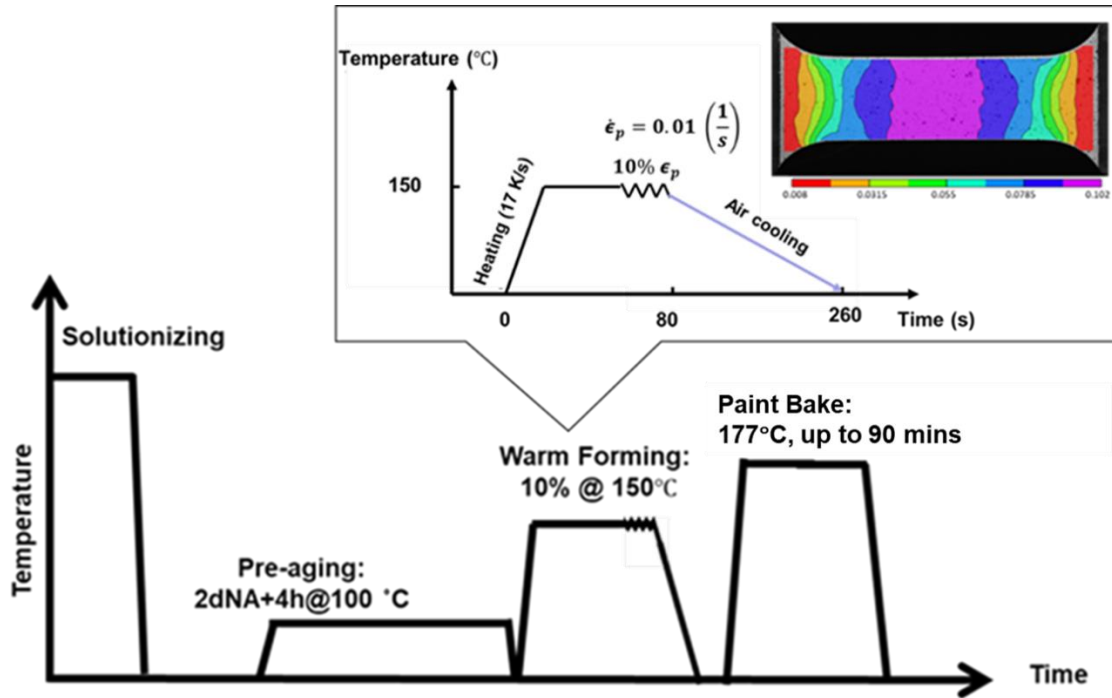 Temperature (°C)
ε̇ₚ = 0.01 (1/s)
10% εₚ
150
Heating (17 K/s)
Air cooling
0
80
260
Time (s)
0.008
0.0315
0.055
0.0785
0.102
Solutionizing
Temperature
Pre-aging:
2dNA+4h@100 °C
Warm Forming:
10% @ 150°C
Paint Bake:
177°C, up to 90 mins
Time